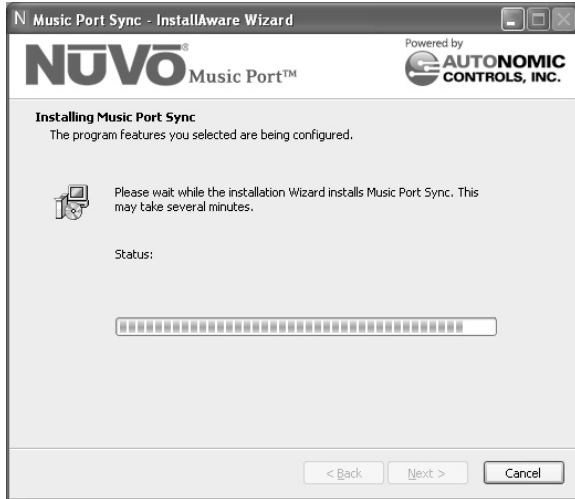 N Music Port Sync - InstallAware Wizard
NŪVŌ® Music Port™
Powered by
AUTONOMIC
CONTROLS, INC.
Installing Music Port Sync
The program features you selected are being configured.
Please wait while the installation Wizard installs Music Port Sync. This
may take several minutes.
Status:
< Back Next > Cancel